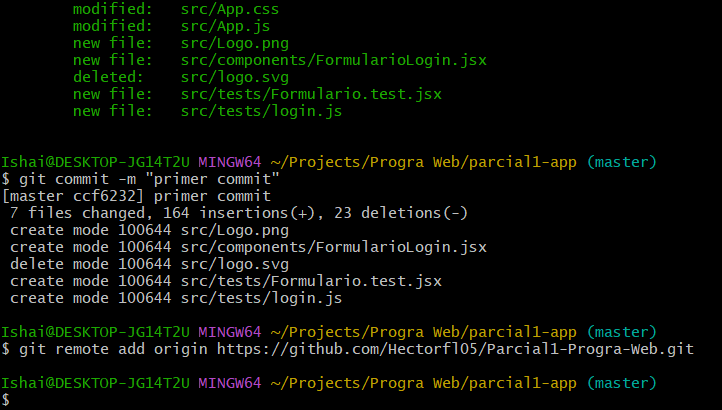 modified:   src/App.css
modified:   src/App.js
new file:   src/Logo.png
new file:   src/components/FormularioLogin.jsx
deleted:    src/logo.svg
new file:   src/tests/Formulario.test.jsx
new file:   src/tests/login.js
Ishai@DESKTOP-JG14T2U MINGW64 ~/Projects/Progra Web/parcial1-app (master)
$ git commit -m "primer commit"
[master ccf6232] primer commit
 7 files changed, 164 insertions(+), 23 deletions(-)
 create mode 100644 src/Logo.png
 create mode 100644 src/components/FormularioLogin.jsx
 delete mode 100644 src/logo.svg
 create mode 100644 src/tests/Formulario.test.jsx
 create mode 100644 src/tests/login.js
Ishai@DESKTOP-JG14T2U MINGW64 ~/Projects/Progra Web/parcial1-app (master)
$ git remote add origin https://github.com/Hectorfl05/Parcial1-Progra-Web.git
Ishai@DESKTOP-JG14T2U MINGW64 ~/Projects/Progra Web/parcial1-app (master)
$